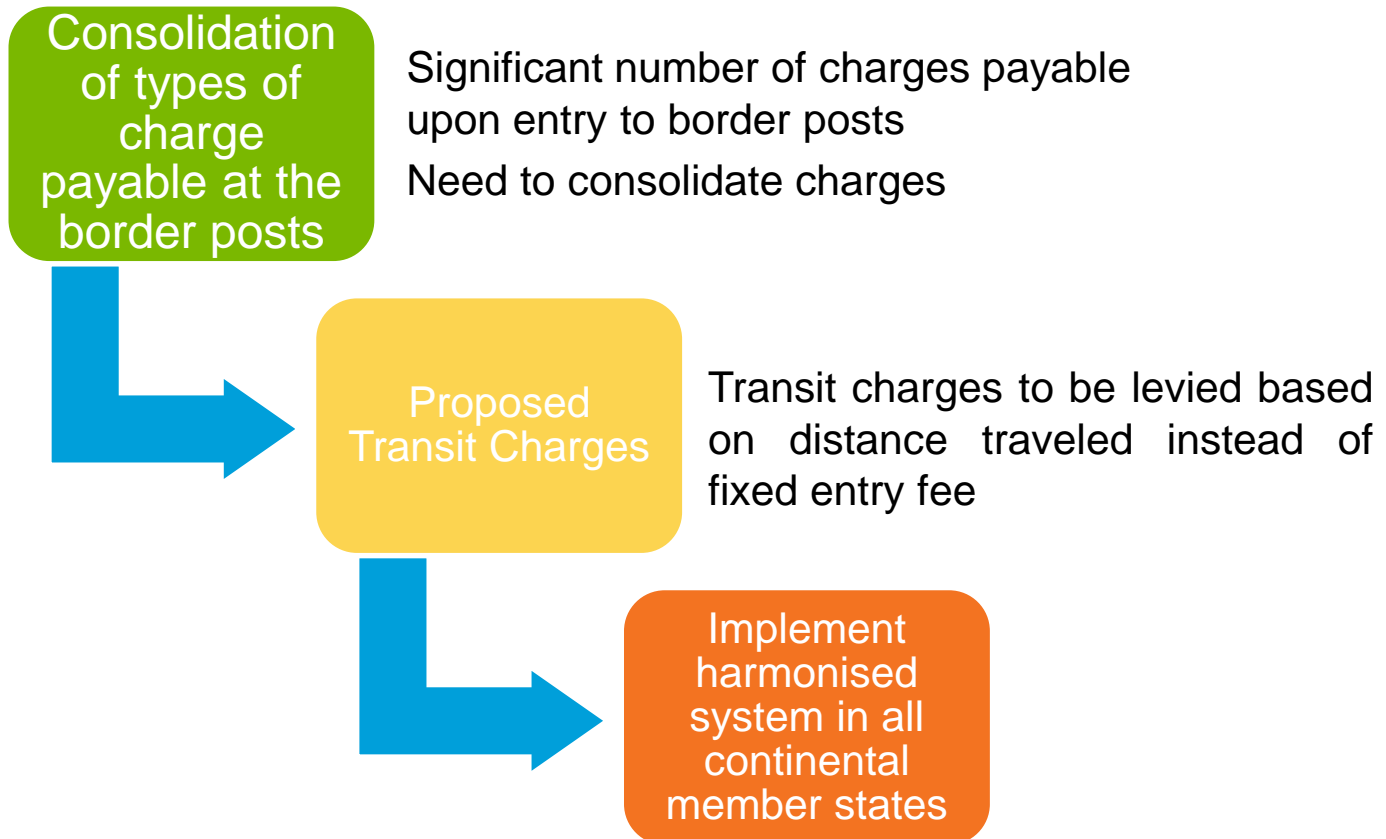 Consolidation
of types of
charge
payable at the
border posts
Significant number of charges payable
upon entry to border posts
Need to consolidate charges
Proposed
Transit Charges
Transit charges to be levied based
on distance traveled instead of
fixed entry fee
Implement
harmonised
system in all
continental
member states